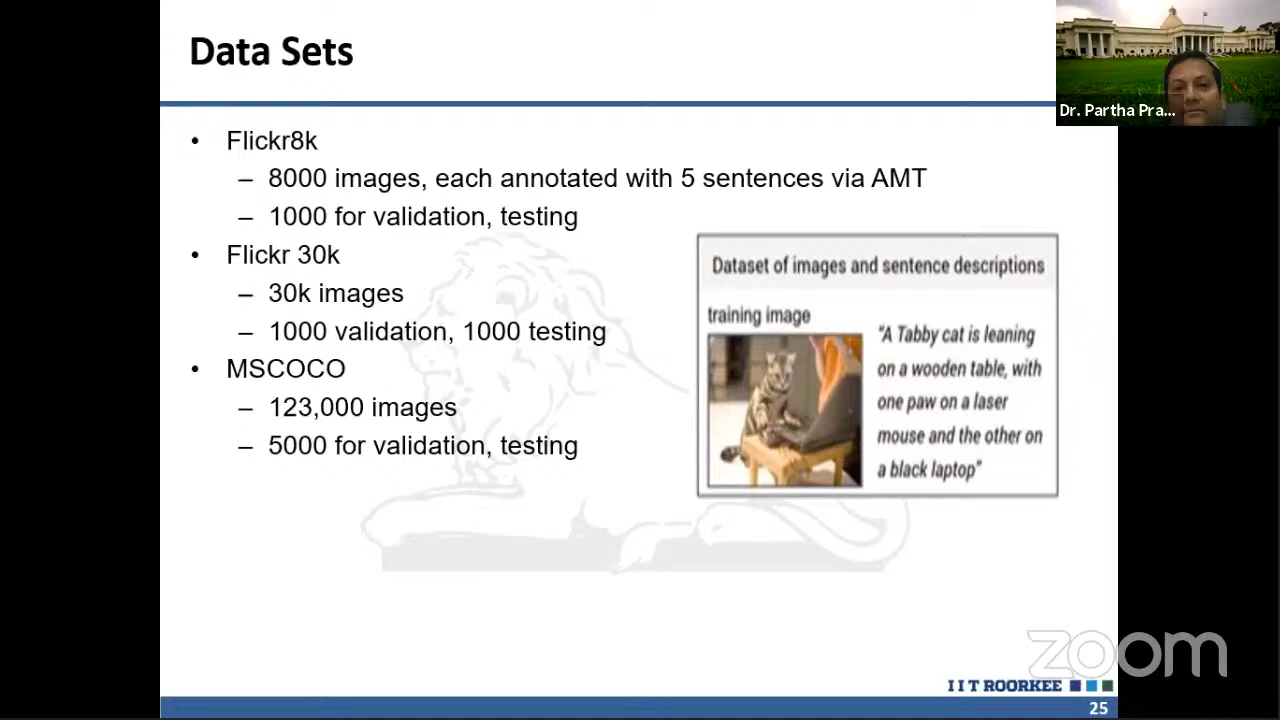 Data Sets
Dr. Partha Pra...
• Flickr8k
– 8000 images, each annotated with 5 sentences via AMT
– 1000 for validation, testing
• Flickr 30k
– 30k images
– 1000 validation, 1000 testing
• MSCOCO
– 123,000 images
– 5000 for validation, testing
Dataset of images and sentence descriptions
training image
"A Tabby cat is leaning
on a wooden table, with
one paw on a laser
mouse and the other on
a black laptop"
zoom
IIT ROORKEE
25